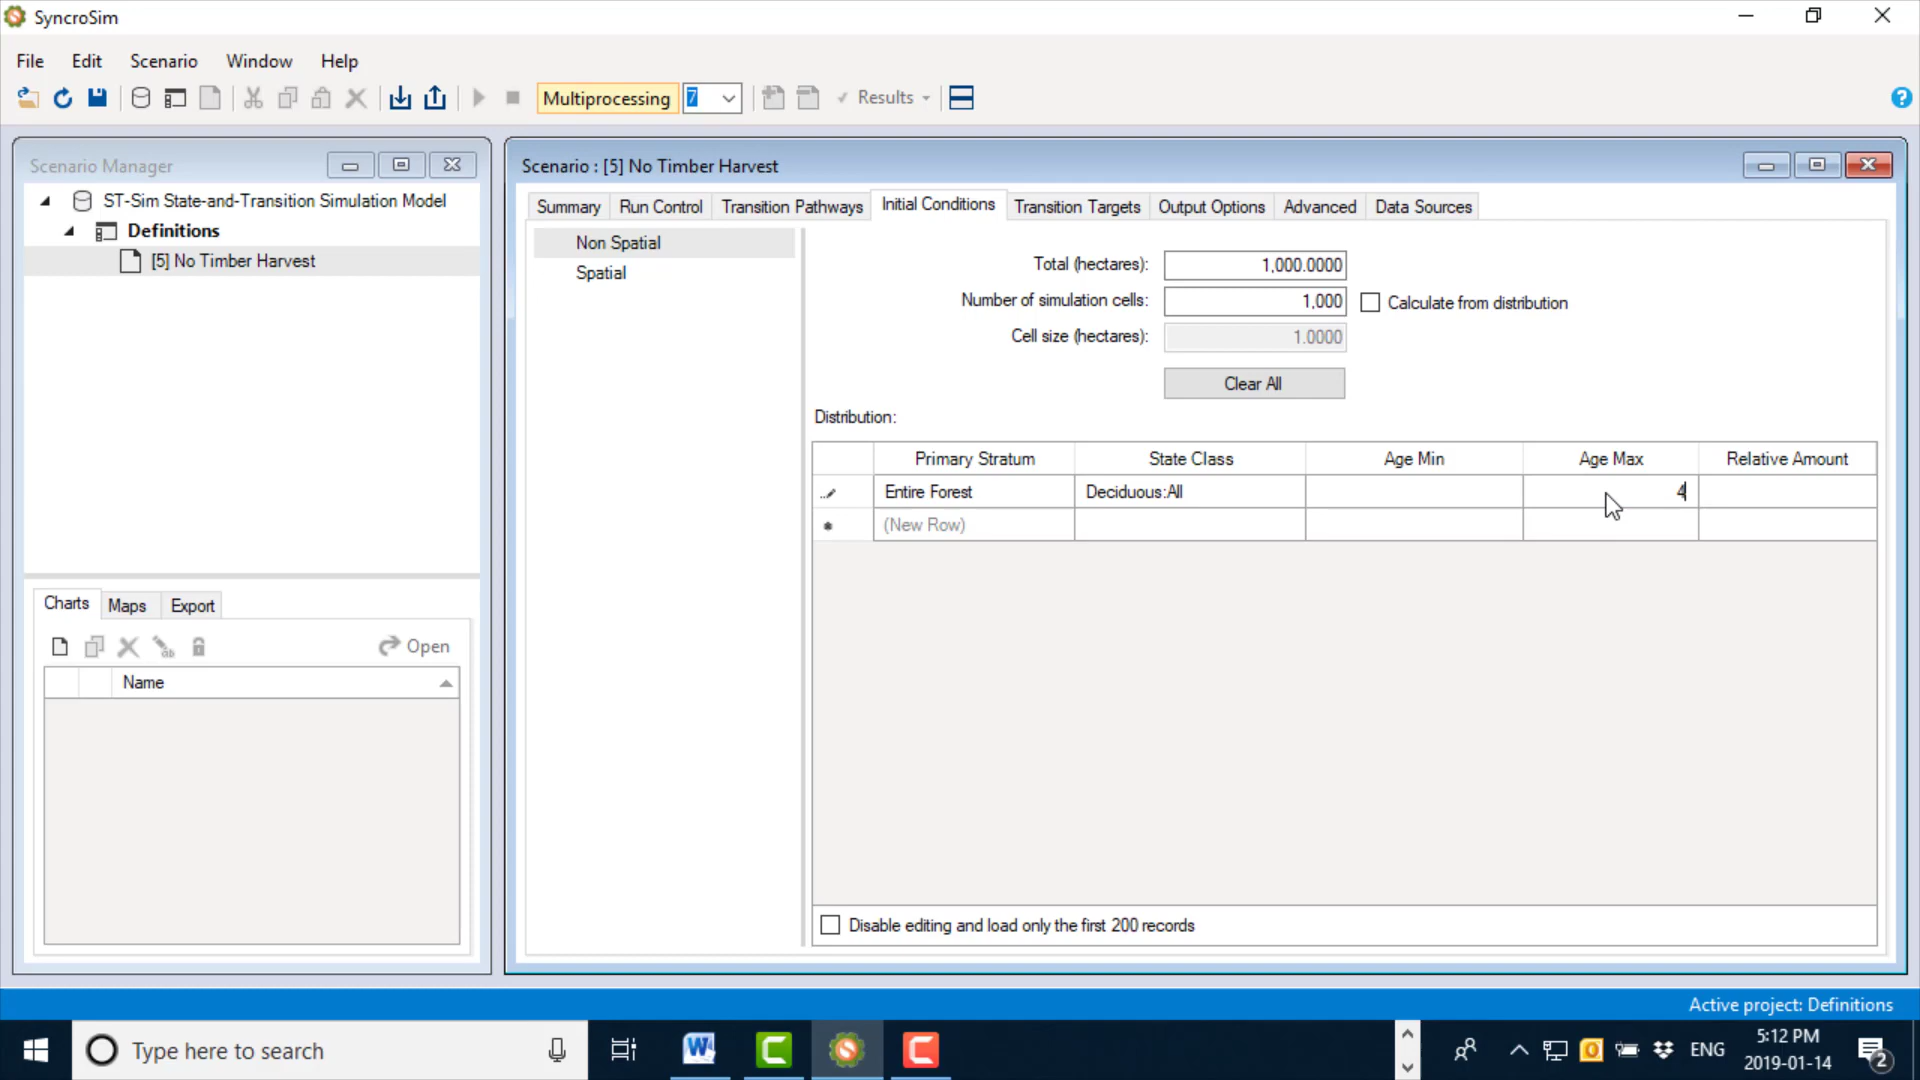 SyncroSim
File Edit Scenario Window Help
Multiprocessing 7 Results
Scenario Manager
ST-Sim State-and-Transition Simulation Model
Definitions
[5] No Timber Harvest
Charts Maps Export
Open
Name
Scenario : [5] No Timber Harvest
Summary Run Control Transition Pathways Initial Conditions Transition Targets Output Options Advanced Data Sources
Non Spatial
Spatial
Total (hectares): 1,000.0000
Number of simulation cells: 1,000 Calculate from distribution
Cell size (hectares): 1.0000
Clear All
Distribution:
Primary Stratum State Class Age Min Age Max Relative Amount
Entire Forest Deciduous:All 4
(New Row)
Disable editing and load only the first 200 records
Active project: Definitions
Type here to search
ENG
5:12 PM
2019-01-14
2